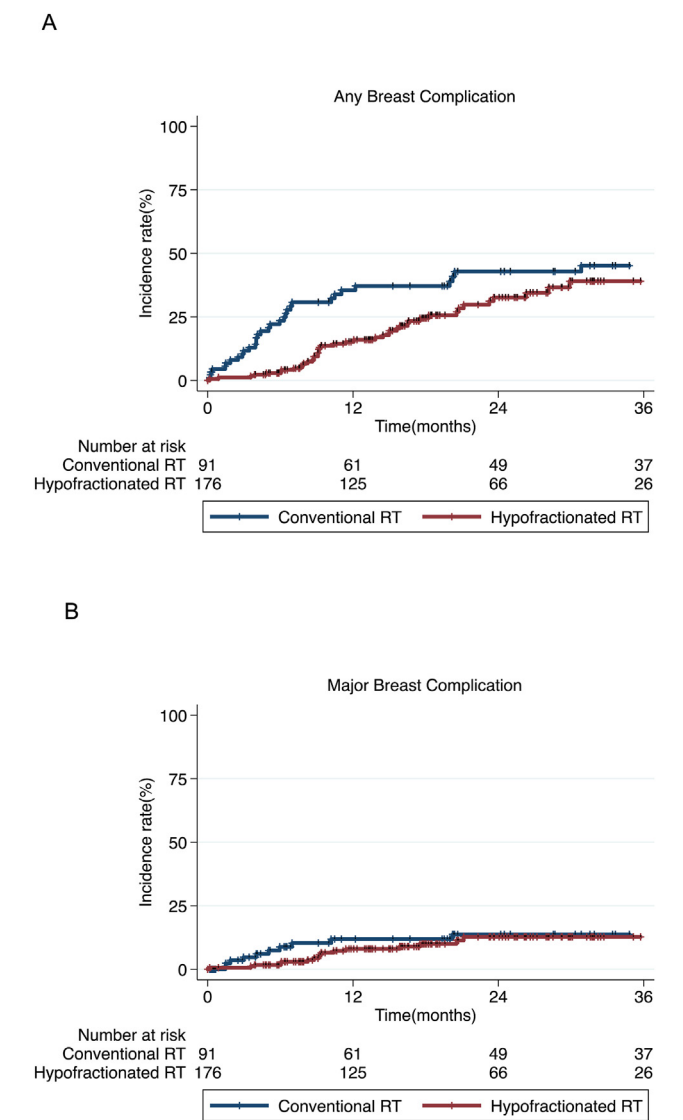 A
Any Breast Complication
100
75
50
25
0
Incidence rate(%)
0 12 24 36
Time(months)
Number at risk
Conventional RT 91 61 49 37
Hypofractionated RT 176 125 66 26
Conventional RT Hypofractionated RT
B
Major Breast Complication
100
75
50
25
0
Incidence rate(%)
0 12 24 36
Time(months)
Number at risk
Conventional RT 91 61 49 37
Hypofractionated RT 176 125 66 26
Conventional RT Hypofractionated RT